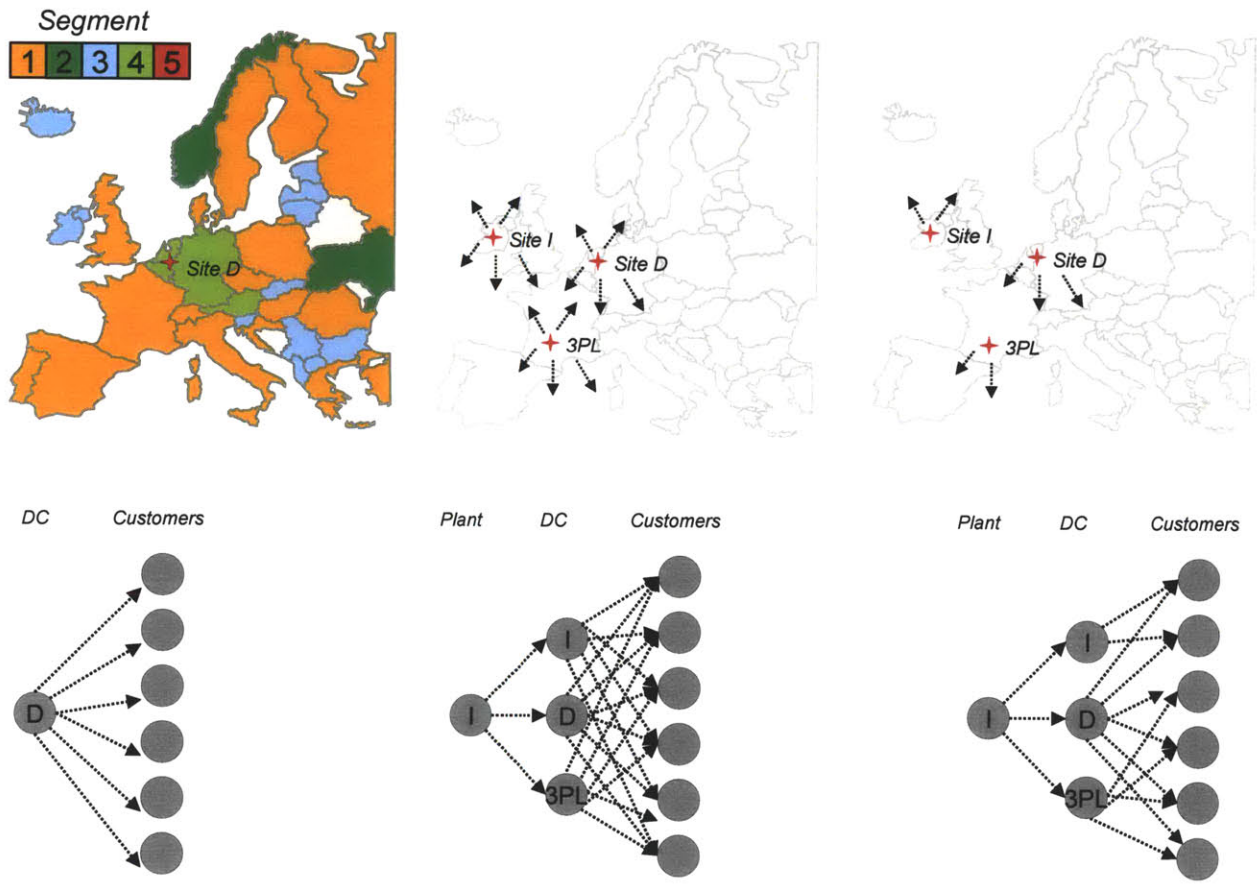 Segment
1 2 3 4 5
Site D
Site I
Site D
3PL
Site I
Site D
3PL
DC Customers
D
Plant DC Customers
I
I
D
3PL
Plant DC Customers
I
I
D
3PL